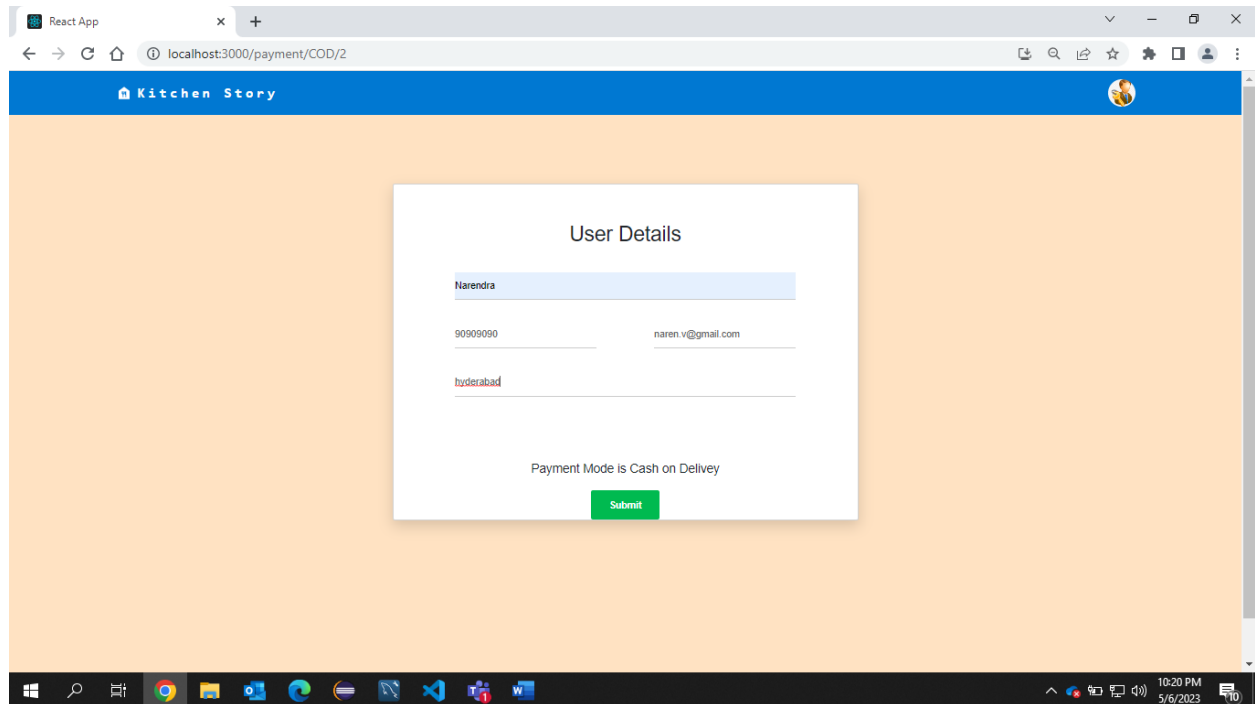 React App
localhost:3000/payment/COD/2
Kitchen Story
User Details
Narendra
90909090 naren.v@gmail.com
hyderabad
Payment Mode is Cash on Delivey
Submit
10:20 PM
5/6/2023